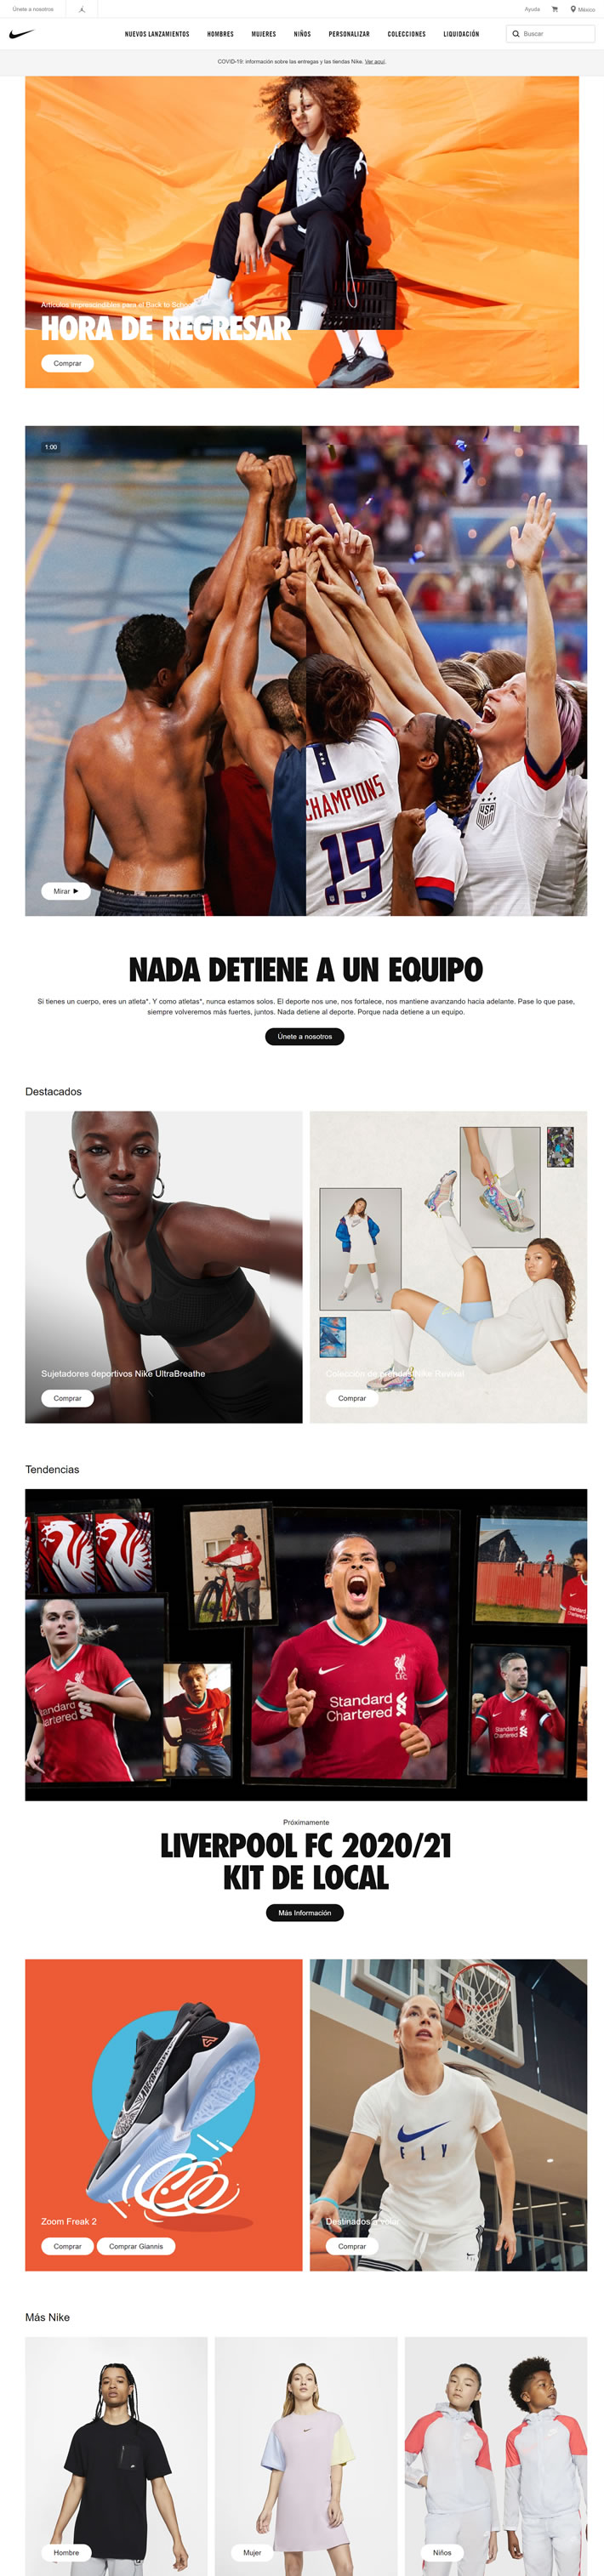 Únete a nosotros
Ayuda
México
NUEVOS LANZAMIENTOS HOMBRES MUJERES NIÑOS PERSONALIZAR COLECCIONES LIQUIDACIÓN
Buscar
COVID-19: información sobre las entregas y las tiendas Nike. Ver aquí.
Artículos imprescindibles para el Back to School
HORA DE REGRESAR
Comprar
1:00
CHAMPIONS
19
Mirar
NADA DETIENE A UN EQUIPO
Si tienes un cuerpo, eres un atleta*. Y como atletas*, nunca estamos solos. El deporte nos une, nos fortalece, nos mantiene avanzando hacia adelante. Pase lo que pase,
siempre volveremos más fuertes, juntos. Nada detiene al deporte. Porque nada detiene a un equipo.
Únete a nosotros
Destacados
Sujetadores deportivos Nike UltraBreathe
Comprar
Colección de prendas Nike Revival
Comprar
Tendencias
L.F.C.
Standard
Chartered
Standard
Chartered
Próximamente
LIVERPOOL FC 2020/21
KIT DE LOCAL
Más Información
Zoom Freak 2
Comprar
Comprar Giannis
FLY
Destinados a
Comprar
Más Nike
Hombre
Mujer
Niños